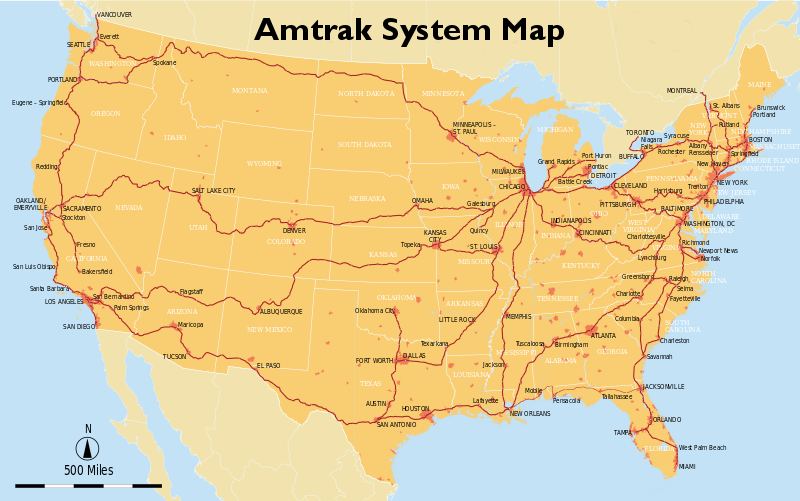 Amtrak System Map
VANCOUVER
Everett
SEATTLE
WASHINGTON
Spokane
PORTLAND
Eugene – Springfield
OREGON
IDAHO
MONTANA
NORTH DAKOTA
MINNESOTA
SOUTH DAKOTA
WYOMING
MINNEAPOLIS –
ST. PAUL
WISCONSIN
MICHIGAN
MONTREAL
MAINE
St. Albans
Brunswick
Portland
VERMONT
Rutland
NEW HAMPSHIRE
NEW
YORK
TORONTO
Niagara
Falls
Syracuse
BUFFALO
Rochester
Albany
Rensselaer
BOSTON
Springfield
RHODE ISLAND
CONNECTICUT
New Haven
Port Huron
Pontiac
Grand Rapids
DETROIT
Battle Creek
MILWAUKEE
CHICAGO
CLEVELAND
PENNSYLVANIA
NEW YORK
Trenton
Harrisburg
PITTSBURGH
PHILADELPHIA
BALTIMORE
WASHINGTON, DC
DELAWARE
MARYLAND
Redding
SALT LAKE CITY
NEBRASKA
IOWA
OMAHA
Galesburg
OAKLAND/
EMERYVILLE
SACRAMENTO
Stockton
San Jose
NEVADA
UTAH
DENVER
COLORADO
KANSAS
KANSAS
CITY
Topeka
Quincy
ILLINOIS
ST. LOUIS
MISSOURI
INDIANAPOLIS
INDIANA
OHIO
CINCINNATI
WEST
VIRGINIA
Charlottesville
Richmond
Newport News
Norfolk
Lynchburg
KENTUCKY
Fresno
CALIFORNIA
Bakersfield
San Luis Obispo
Santa Barbara
LOS ANGELES
San Bernardino
Palm Springs
SAN DIEGO
Flagstaff
ARIZONA
Maricopa
TUCSON
ALBUQUERQUE
NEW MEXICO
EL PASO
OKLAHOMA
Oklahoma City
ARKANSAS
LITTLE ROCK
MEMPHIS
TENNESSEE
Greensboro
Raleigh
NORTH
CAROLINA
Selma
Fayetteville
Charlotte
Columbia
SOUTH
CAROLINA
Charleston
ATLANTA
Tuscaloosa
Birmingham
MISSISSIPPI
ALABAMA
GEORGIA
Savannah
Texarkana
FORT WORTH
DALLAS
TEXAS
LOUISIANA
Jackson
AUSTIN
HOUSTON
Lafayette
SAN ANTONIO
NEW ORLEANS
Mobile
Pensacola
Tallahassee
JACKSONVILLE
ORLANDO
TAMPA
FLORIDA
West Palm Beach
MIAMI
N
500 Miles